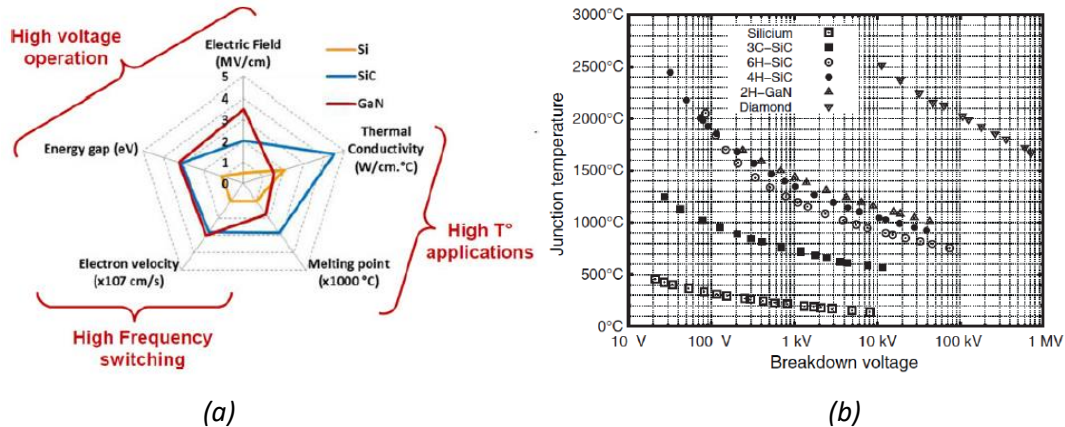 High voltage
operation
Electric Field
(MV/cm)
Si
SiC
GaN
5
4
3
2
1
0
Energy gap (eV)
Thermal
Conductivity
(W/cm.°C)
High T°
applications
Electron velocity
(x107 cm/s)
Melting point
(x1000 °C)
High Frequency
switching
(a)
3000°C
2500°C
2000°C
1500°C
1000°C
500°C
0°C
Junction temperature
Silicium
3C–SiC
6H–SiC
4H–SiC
2H–GaN
Diamond
10 V
100 V
1 kV
10 kV
100 kV
1 MV
Breakdown voltage
(b)